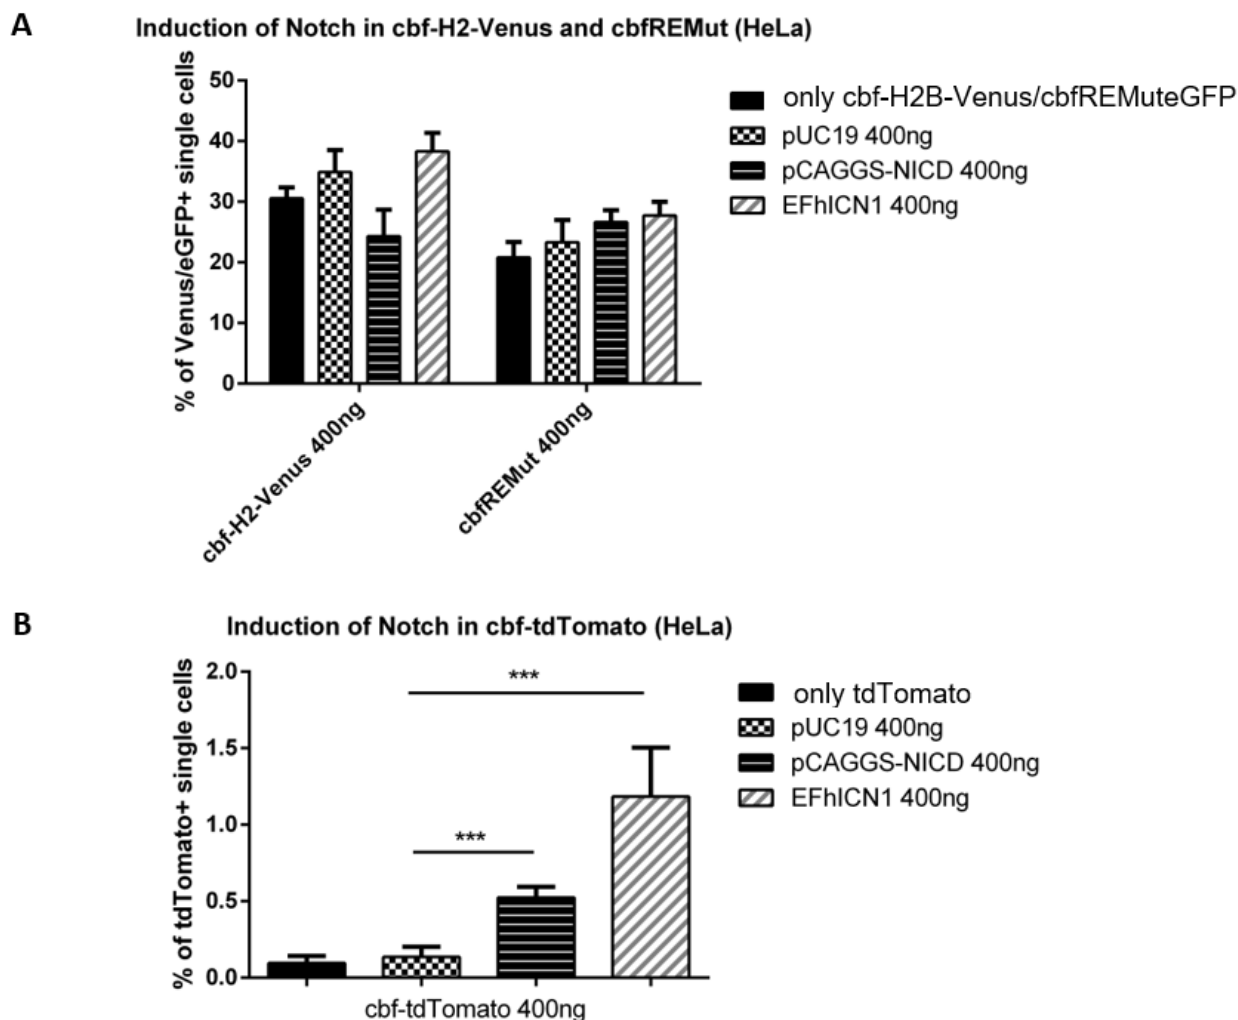 A
Induction of Notch in cbf-H2-Venus and cbfREMut (HeLa)
% of Venus/eGFP+ single cells
50
40
30
20
10
0
cbf-H2-Venus 400ng
cbfREMut 400ng
only cbf-H2B-Venus/cbfREMuteGFP
pUC19 400ng
pCAGGS-NICD 400ng
EFhICN1 400ng
B
Induction of Notch in cbf-tdTomato (HeLa)
% of tdTomato+ single cells
2.0
1.5
1.0
0.5
0.0
***
***
cbf-tdTomato 400ng
only tdTomato
pUC19 400ng
pCAGGS-NICD 400ng
EFhICN1 400ng